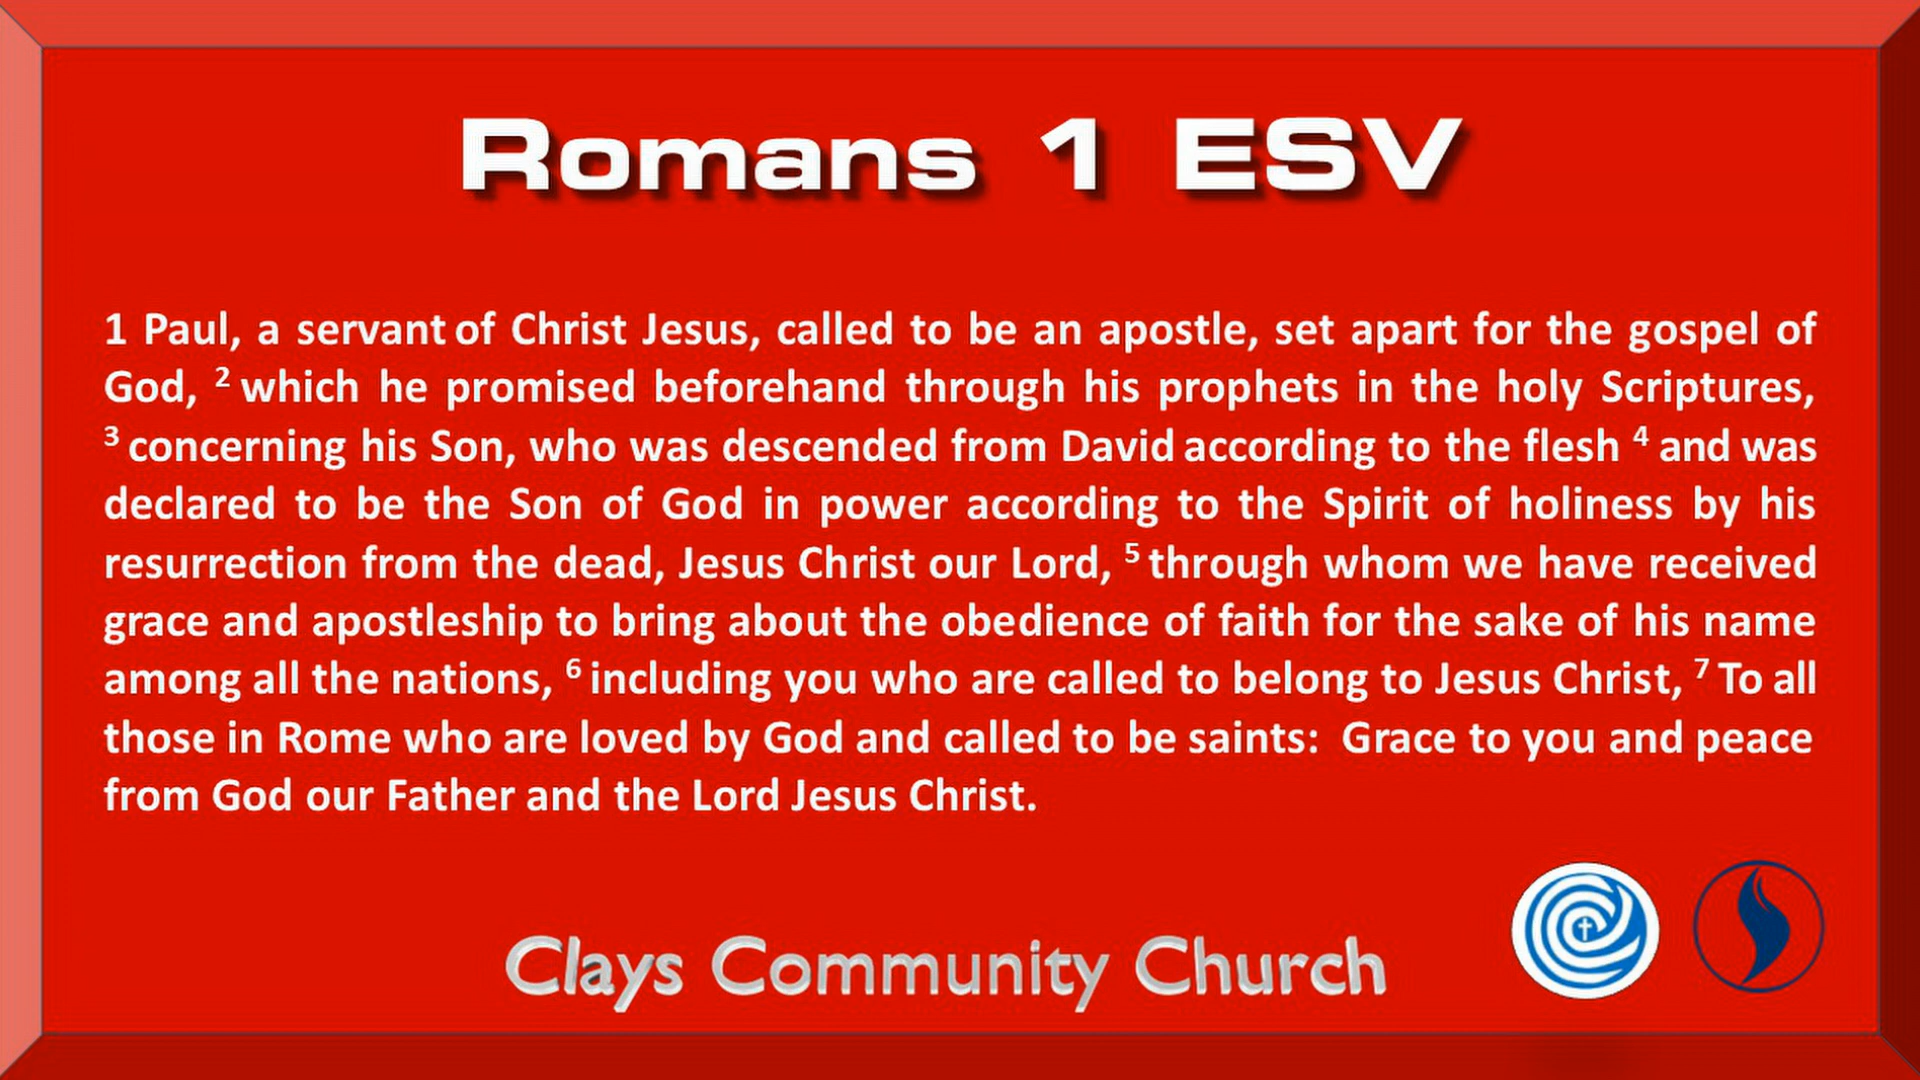 Romans 1 ESV
1 Paul, a servant of Christ Jesus, called to be an apostle, set apart for the gospel of
God, ² which he promised beforehand through his prophets in the holy Scriptures,
³ concerning his Son, who was descended from David according to the flesh ⁴ and was
declared to be the Son of God in power according to the Spirit of holiness by his
resurrection from the dead, Jesus Christ our Lord, ⁵ through whom we have received
grace and apostleship to bring about the obedience of faith for the sake of his name
among all the nations, ⁶ including you who are called to belong to Jesus Christ, ⁷ To all
those in Rome who are loved by God and called to be saints:  Grace to you and peace
from God our Father and the Lord Jesus Christ.
Clays Community Church